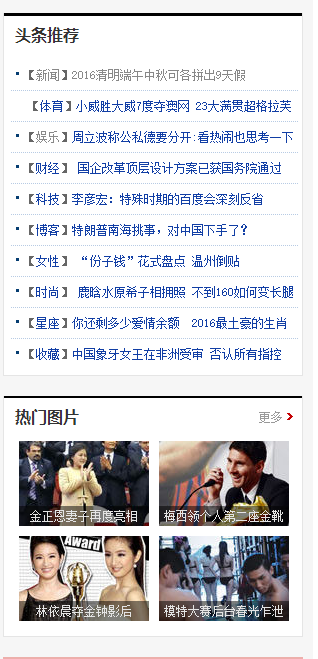 头条推荐
【新闻】2016清明端午中秋可各拼出9天假
【体育】小威胜大威7度夺澳网 23大满贯超格拉芙
【娱乐】周立波称公私德要分开:看热闹也思考一下
【财经】 国企改革顶层设计方案已获国务院通过
【科技】李彦宏：特殊时期的百度会深刻反省
【博客】特朗普南海挑事，对中国下手了？
【女性】 “份子钱”花式盘点 温州倒贴
【时尚】 鹿晗水原希子相拥照 不到160如何变长腿
【星座】你还剩多少爱情余额 2016最土豪的生肖
【收藏】中国象牙女王在非洲受审 否认所有指控
热门图片
更多
金正恩妻子再度亮相
梅西领个人第二座金靴
Award
林依晨夺金钟影后
模特大赛后台春光乍泄